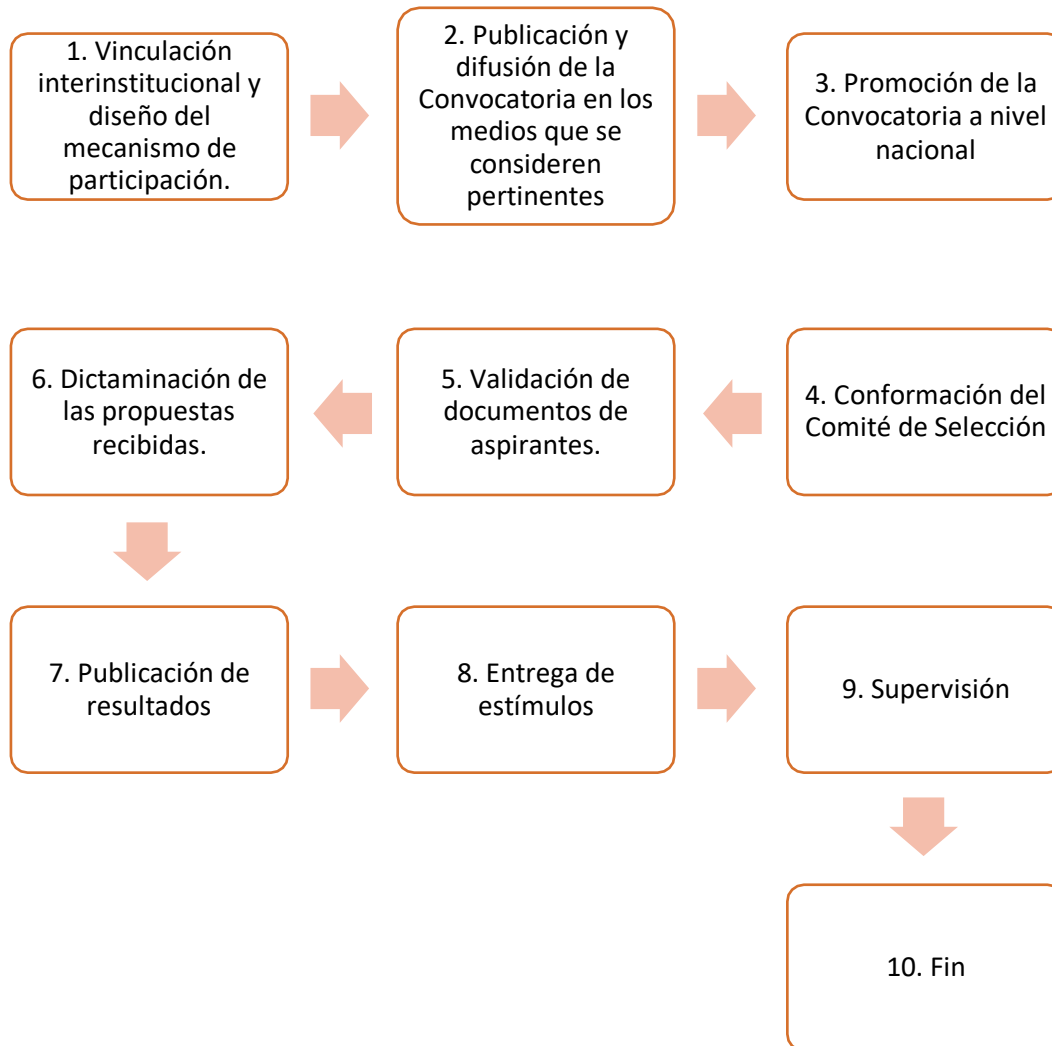 1. Vinculación
interinstitucional y
diseño del
mecanismo de
participación.
2. Publicación y
difusión de la
Convocatoria en los
medios que se
consideren
pertinentes
3. Promoción de la
Convocatoria a nivel
nacional
4. Conformación del
Comité de Selección
5. Validación de
documentos de
aspirantes.
6. Dictaminación de
las propuestas
recibidas.
7. Publicación de
resultados
8. Entrega de
estímulos
9. Supervisión
10. Fin